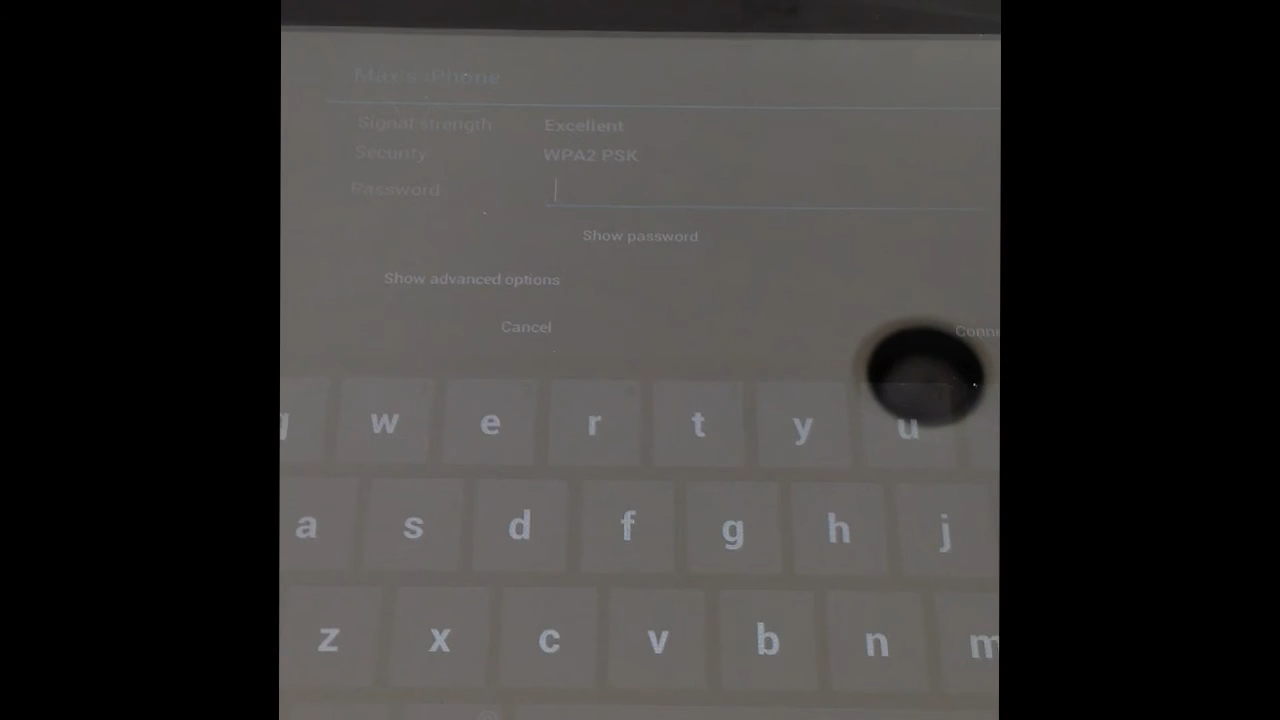 Max's iPhone
Signal strength Excellent
Security WPA2 PSK
Password
Show password
Show advanced options
Cancel
w e r t y u
a s d f g h j
z x c v b n m